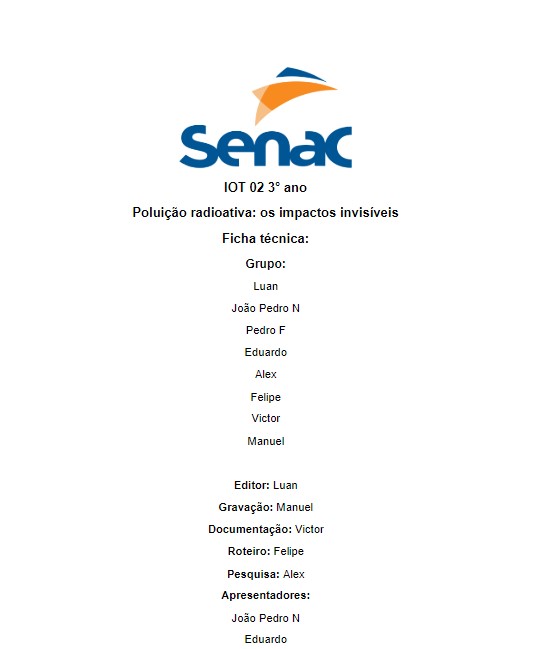 Senac
IOT 02 3° ano
Poluição radioativa: os impactos invisíveis
Ficha técnica:
Grupo:
Luan
João Pedro N
Pedro F
Eduardo
Alex
Felipe
Victor
Manuel
Editor: Luan
Gravação: Manuel
Documentação: Victor
Roteiro: Felipe
Pesquisa: Alex
Apresentadores:
João Pedro N
Eduardo